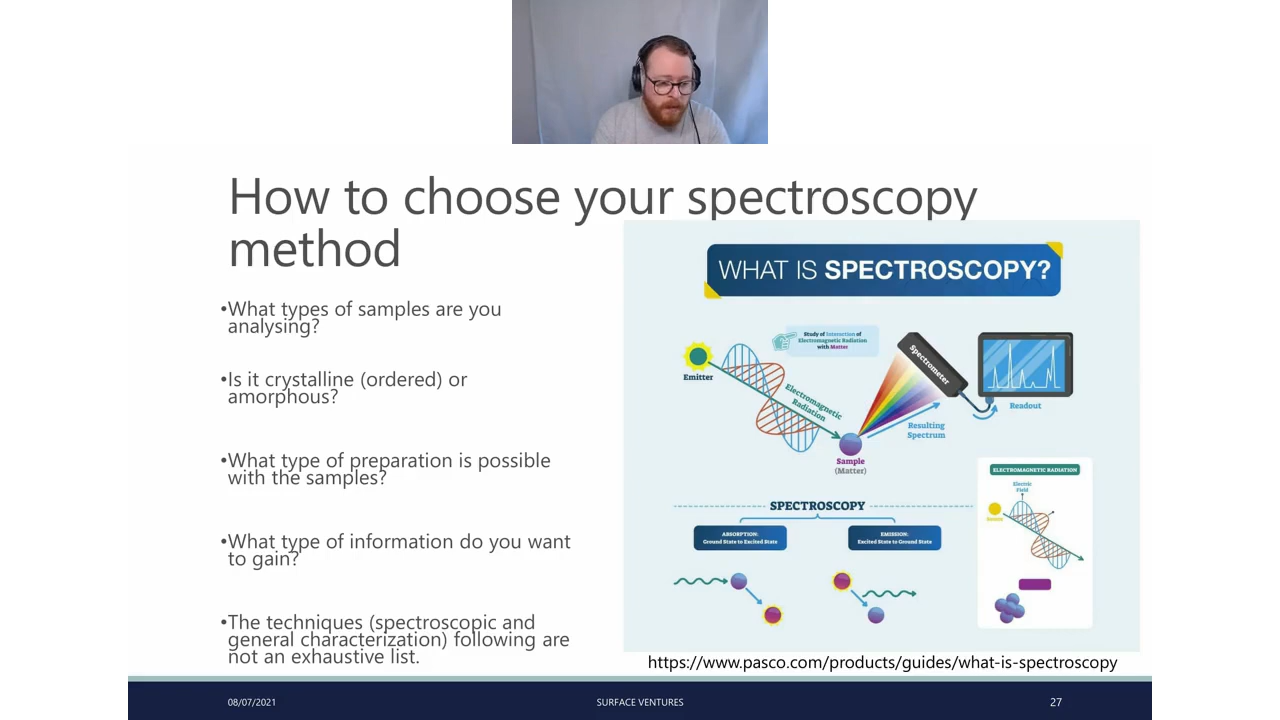 How to choose your spectroscopy
method
•What types of samples are you
analysing?
•Is it crystalline (ordered) or
amorphous?
•What type of preparation is possible
with the samples?
•What type of information do you want
to gain?
•The techniques (spectroscopic and
general characterization) following are
not an exhaustive list.
WHAT IS SPECTROSCOPY?
Study of Interaction of
Electromagnetic Radiation
with Matter
Emitter
Electromagnetic
Radiation
Spectrometer
Readout
Resulting
Spectrum
Sample
(Matter)
SPECTROSCOPY
ABSORPTION:
Ground State to Excited State
EMISSION:
Excited State to Ground State
ELECTROMAGNETIC RADIATION
Electric
Field
https://www.pasco.com/products/guides/what-is-spectroscopy
08/07/2021
SURFACE VENTURES
27